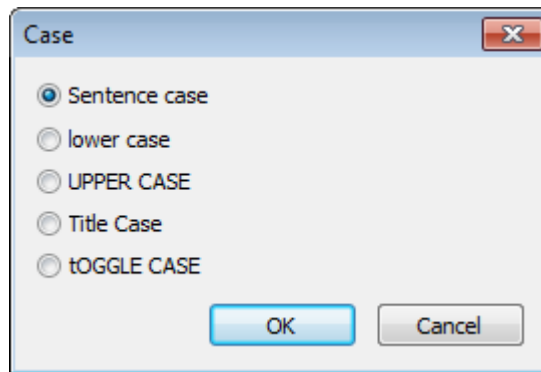 Case
Sentence case
lower case
UPPER CASE
Title Case
tOGGLE CASE
OK Cancel